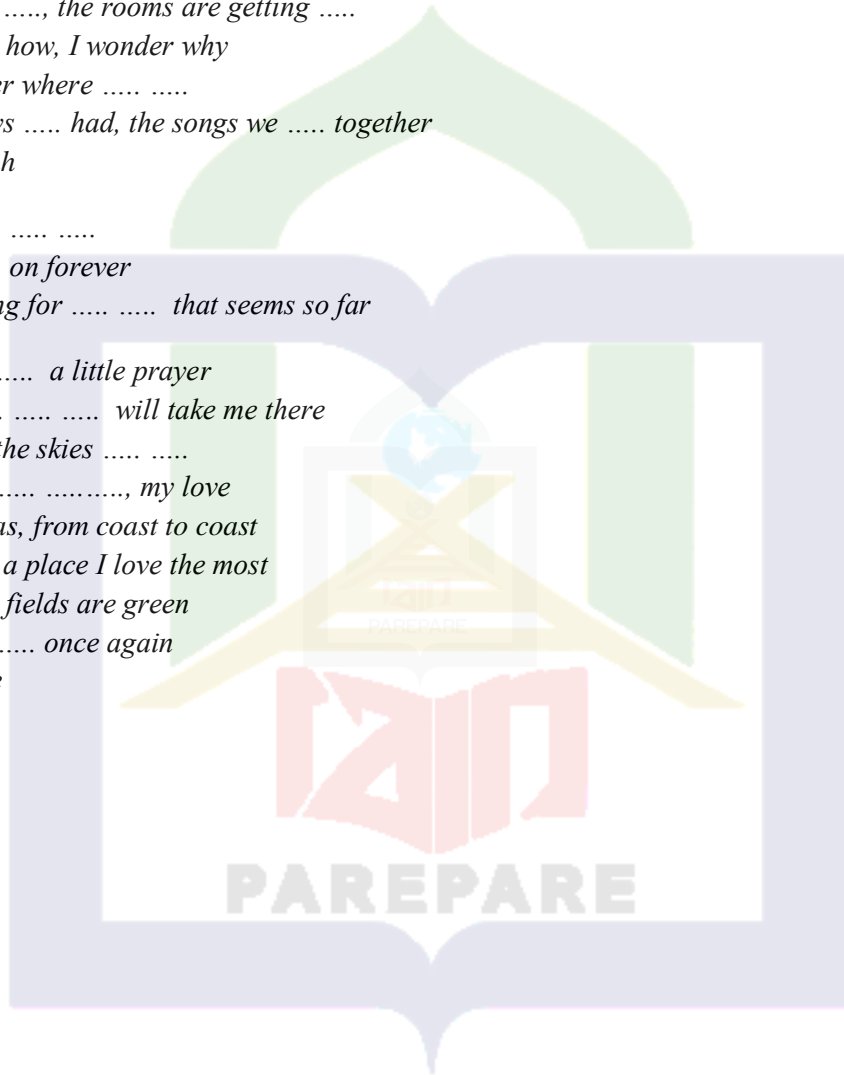 ….., the rooms are getting …..
how, I wonder why
er where ….. …..
ys ….. had, the songs we ….. together
h
….. …..
on forever
ng for ….. ….. that seems so far
….. a little prayer
. ….. ….. will take me there
the skies ….. …..
….. ………., my love
as, from coast to coast
a place I love the most
fields are green
….. once again
e
PAREPARE
PAREPARE